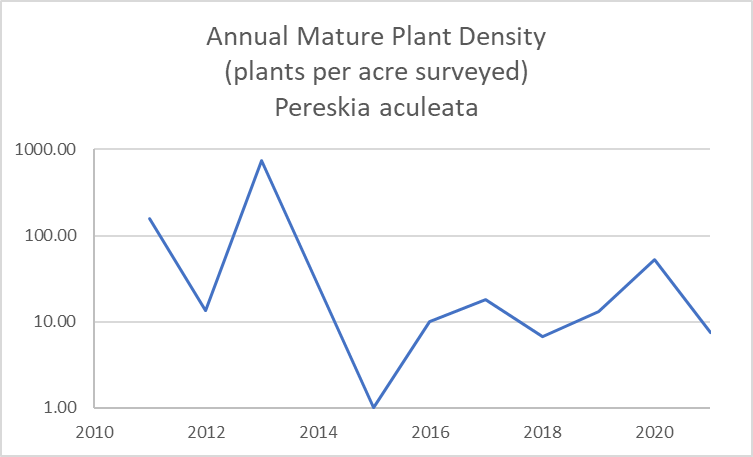 Annual Mature Plant Density
(plants per acre surveyed)
Pereskia aculeata
1000.00
100.00
10.00
1.00
2010 2012 2014 2016 2018 2020